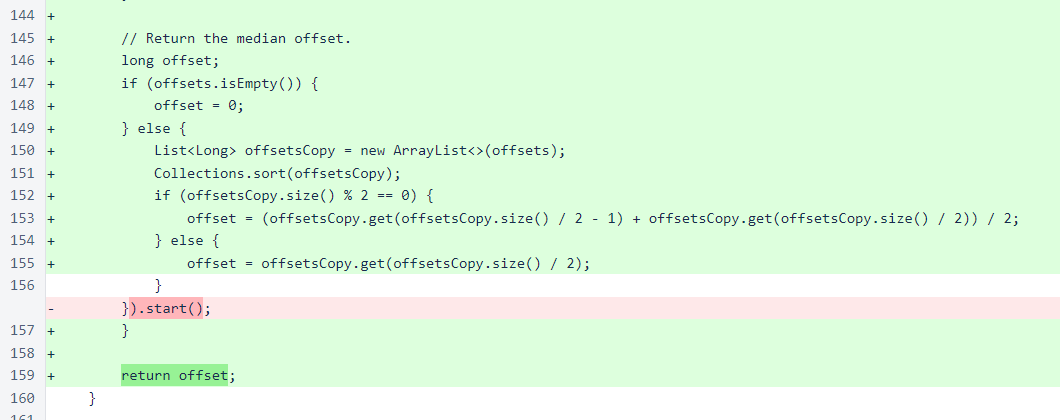 144 +
145 +         // Return the median offset.
146 +         long offset;
147 +         if (offsets.isEmpty()) {
148 +             offset = 0;
149 +         } else {
150 +             List<Long> offsetsCopy = new ArrayList<>(offsets);
151 +             Collections.sort(offsetsCopy);
152 +             if (offsetsCopy.size() % 2 == 0) {
153 +                 offset = (offsetsCopy.get(offsetsCopy.size() / 2 - 1) + offsetsCopy.get(offsetsCopy.size() / 2)) / 2;
154 +             } else {
155 +                 offset = offsetsCopy.get(offsetsCopy.size() / 2);
156               }
    -         }).start();
157 +         }
158 +
159 +         return offset;
160       }
161